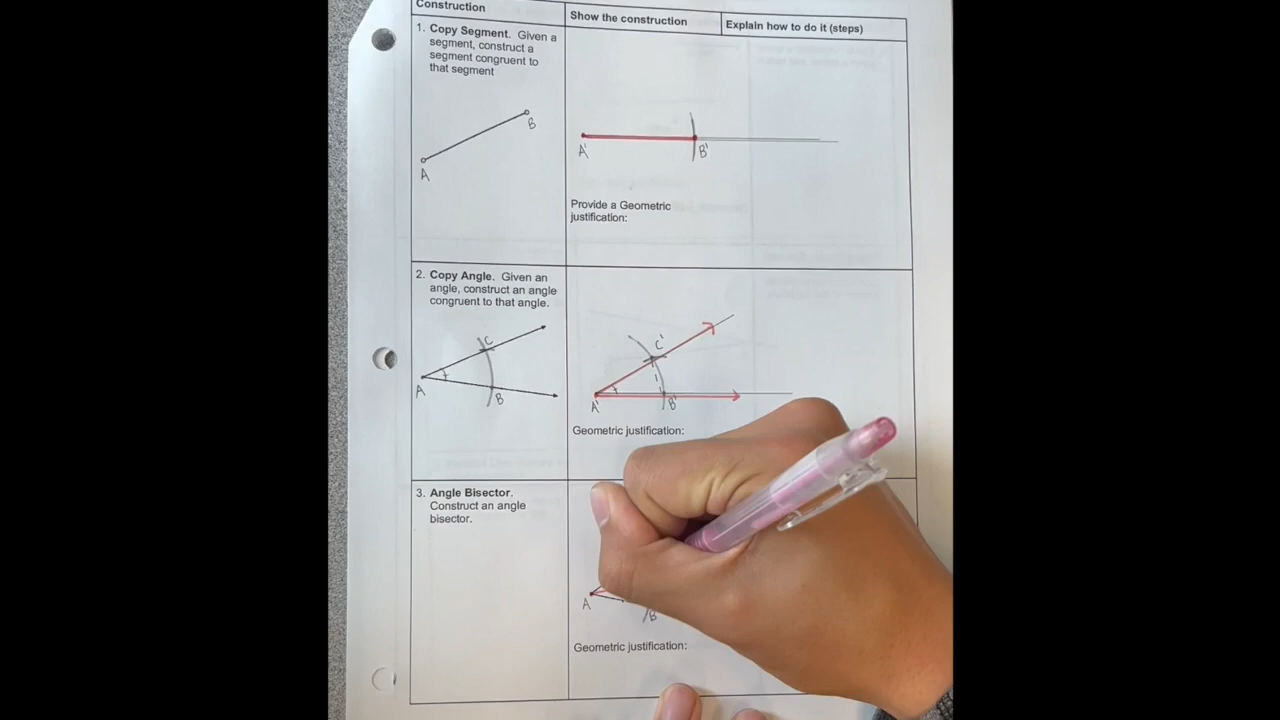 Construction
Show the construction
Explain how to do it (steps)
1. Copy Segment. Given a
segment, construct a
segment congruent to
that segment
B
A
A'
B'
Provide a Geometric
justification:
2. Copy Angle. Given an
angle, construct an angle
congruent to that angle.
C
A
B
C'
A'
B'
Geometric justification:
3. Angle Bisector.
Construct an angle
bisector.
A
B
Geometric justification: